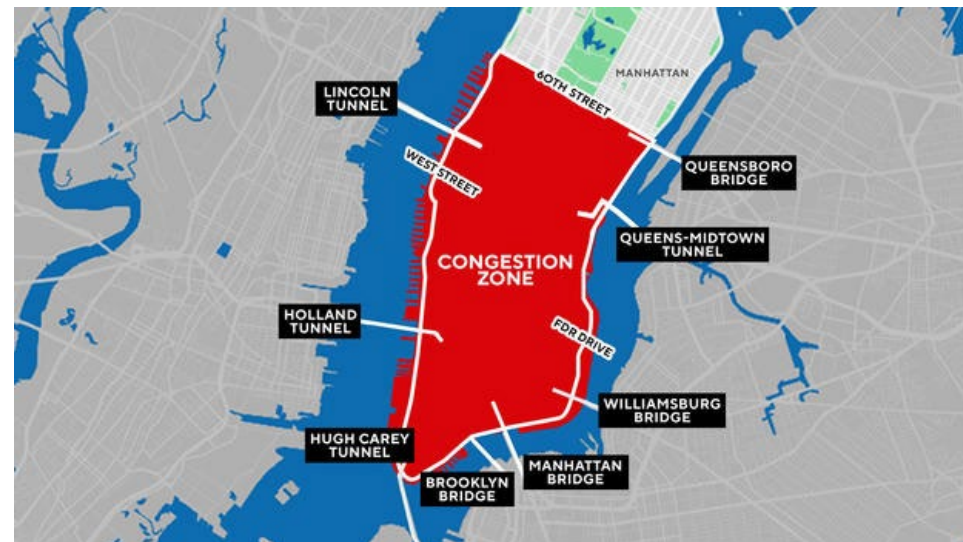 60TH STREET
MANHATTAN
LINCOLN
TUNNEL
WEST STREET
QUEENSBORO
BRIDGE
QUEENS-MIDTOWN
TUNNEL
CONGESTION
ZONE
HOLLAND
TUNNEL
FDR DRIVE
WILLIAMSBURG
BRIDGE
HUGH CAREY
TUNNEL
MANHATTAN
BRIDGE
BROOKLYN
BRIDGE